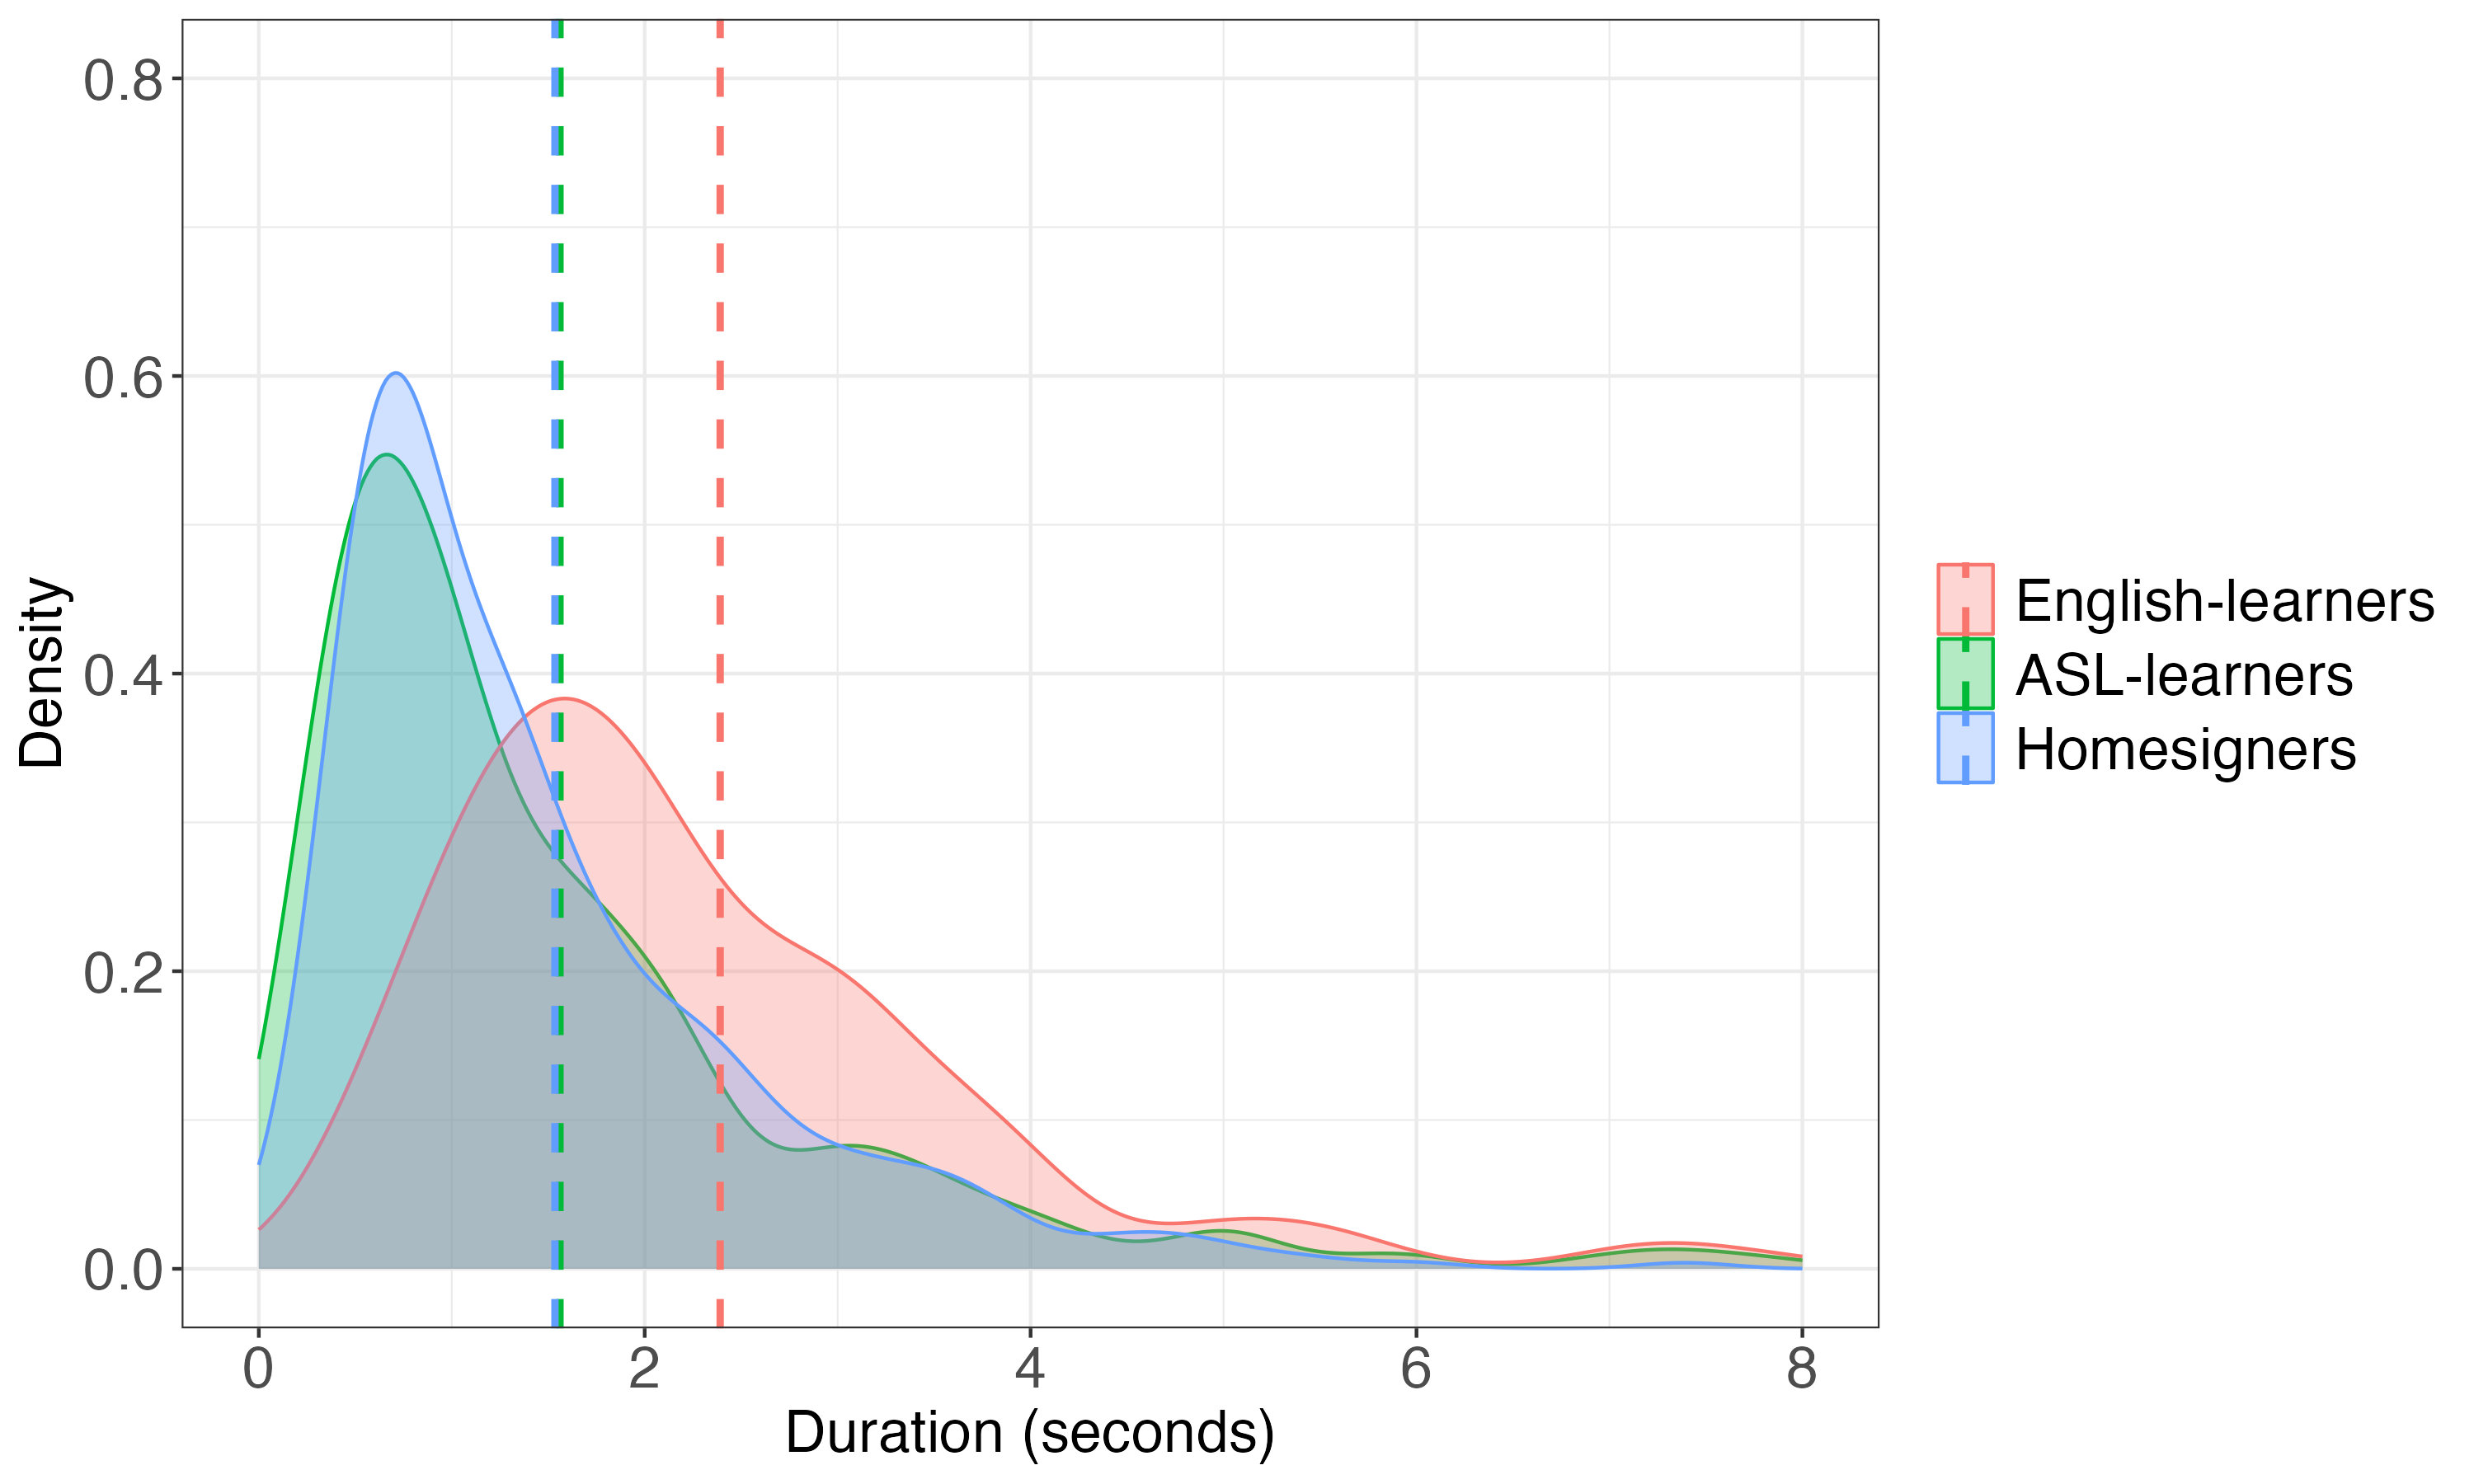 0.8
0.6
0.4
0.2
0.0
Density
0 2 4 6 8
Duration (seconds)
English-learners
ASL-learners
Homesigners